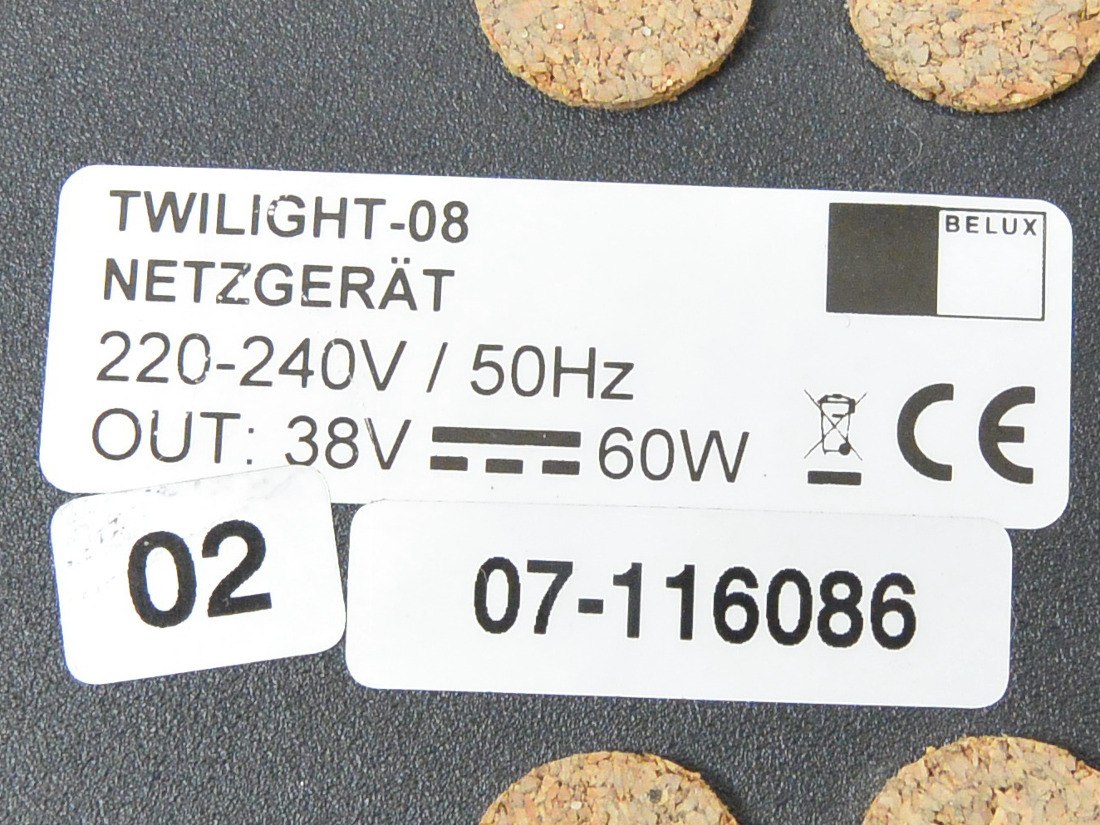 TWILIGHT-08
BELUX
NETZGERÄT
220-240V / 50Hz
OUT: 38V 60W
CE
02
07-116086